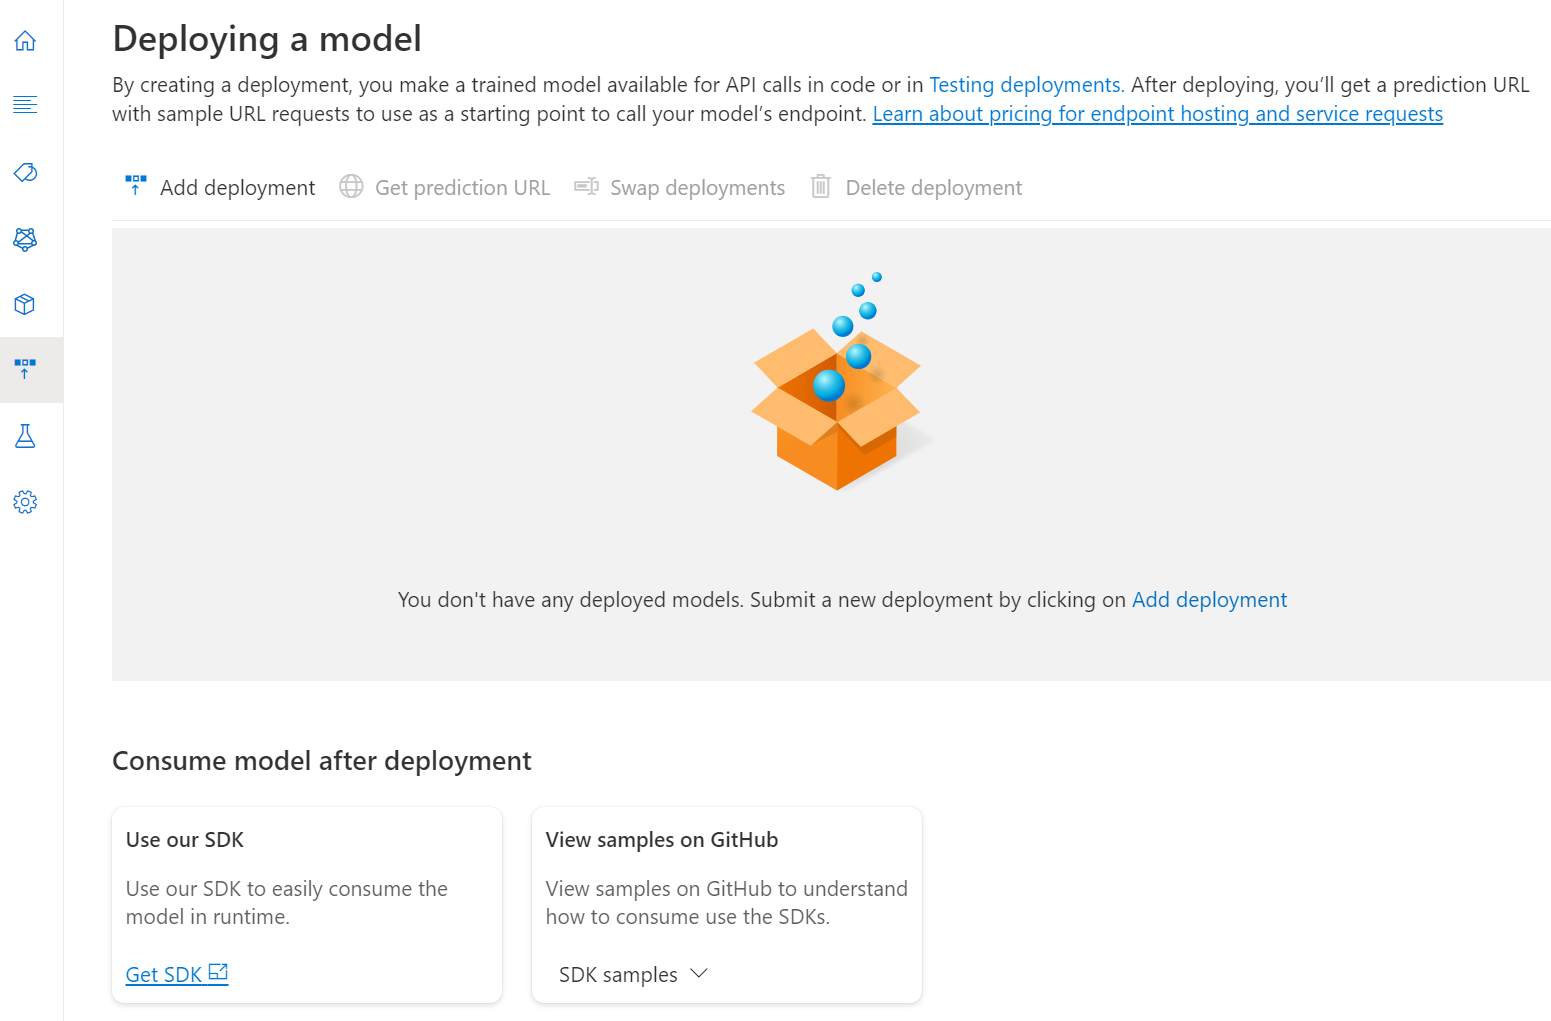 Deploying a model
By creating a deployment, you make a trained model available for API calls in code or in Testing deployments. After deploying, you’ll get a prediction URL
with sample URL requests to use as a starting point to call your model’s endpoint. Learn about pricing for endpoint hosting and service requests
Add deployment Get prediction URL Swap deployments Delete deployment
You don't have any deployed models. Submit a new deployment by clicking on Add deployment
Consume model after deployment
Use our SDK
Use our SDK to easily consume the
model in runtime.
Get SDK
View samples on GitHub
View samples on GitHub to understand
how to consume use the SDKs.
SDK samples